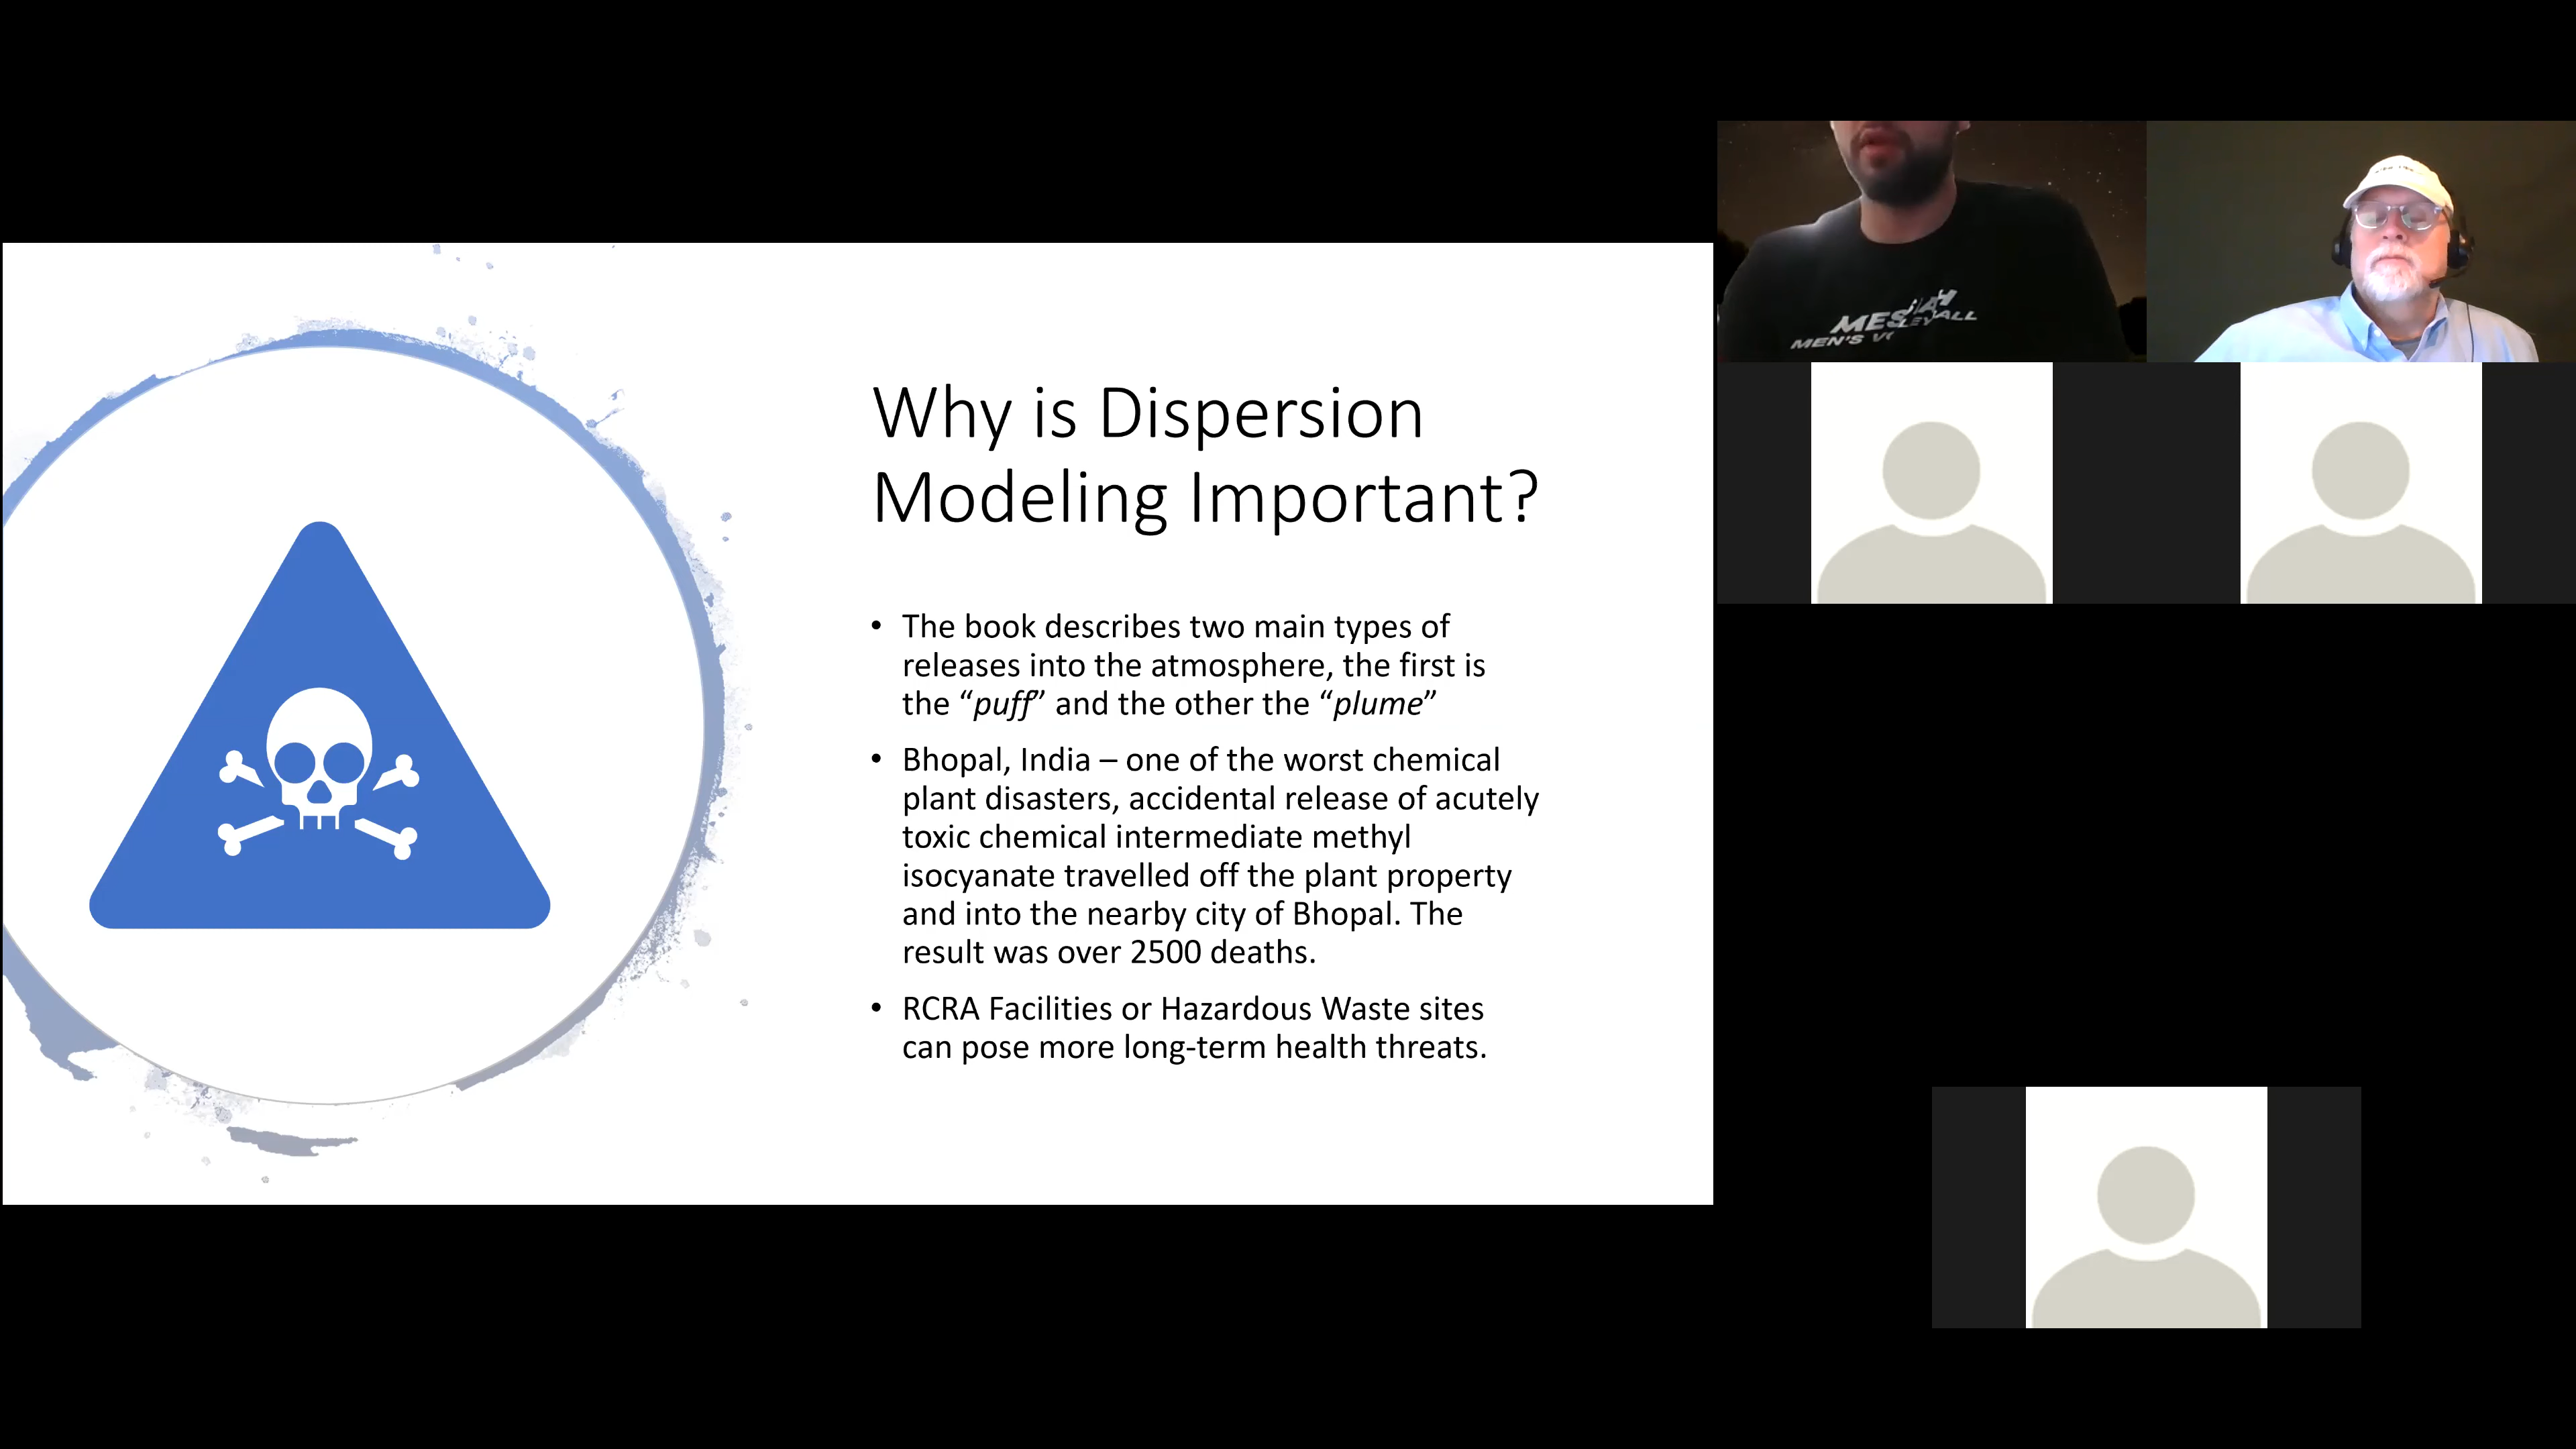 Why is Dispersion
Modeling Important?
• The book describes two main types of
releases into the atmosphere, the first is
the “puff” and the other the “plume”
• Bhopal, India – one of the worst chemical
plant disasters, accidental release of acutely
toxic chemical intermediate methyl
isocyanate travelled off the plant property
and into the nearby city of Bhopal. The
result was over 2500 deaths.
• RCRA Facilities or Hazardous Waste sites
can pose more long-term health threats.
MEN'S